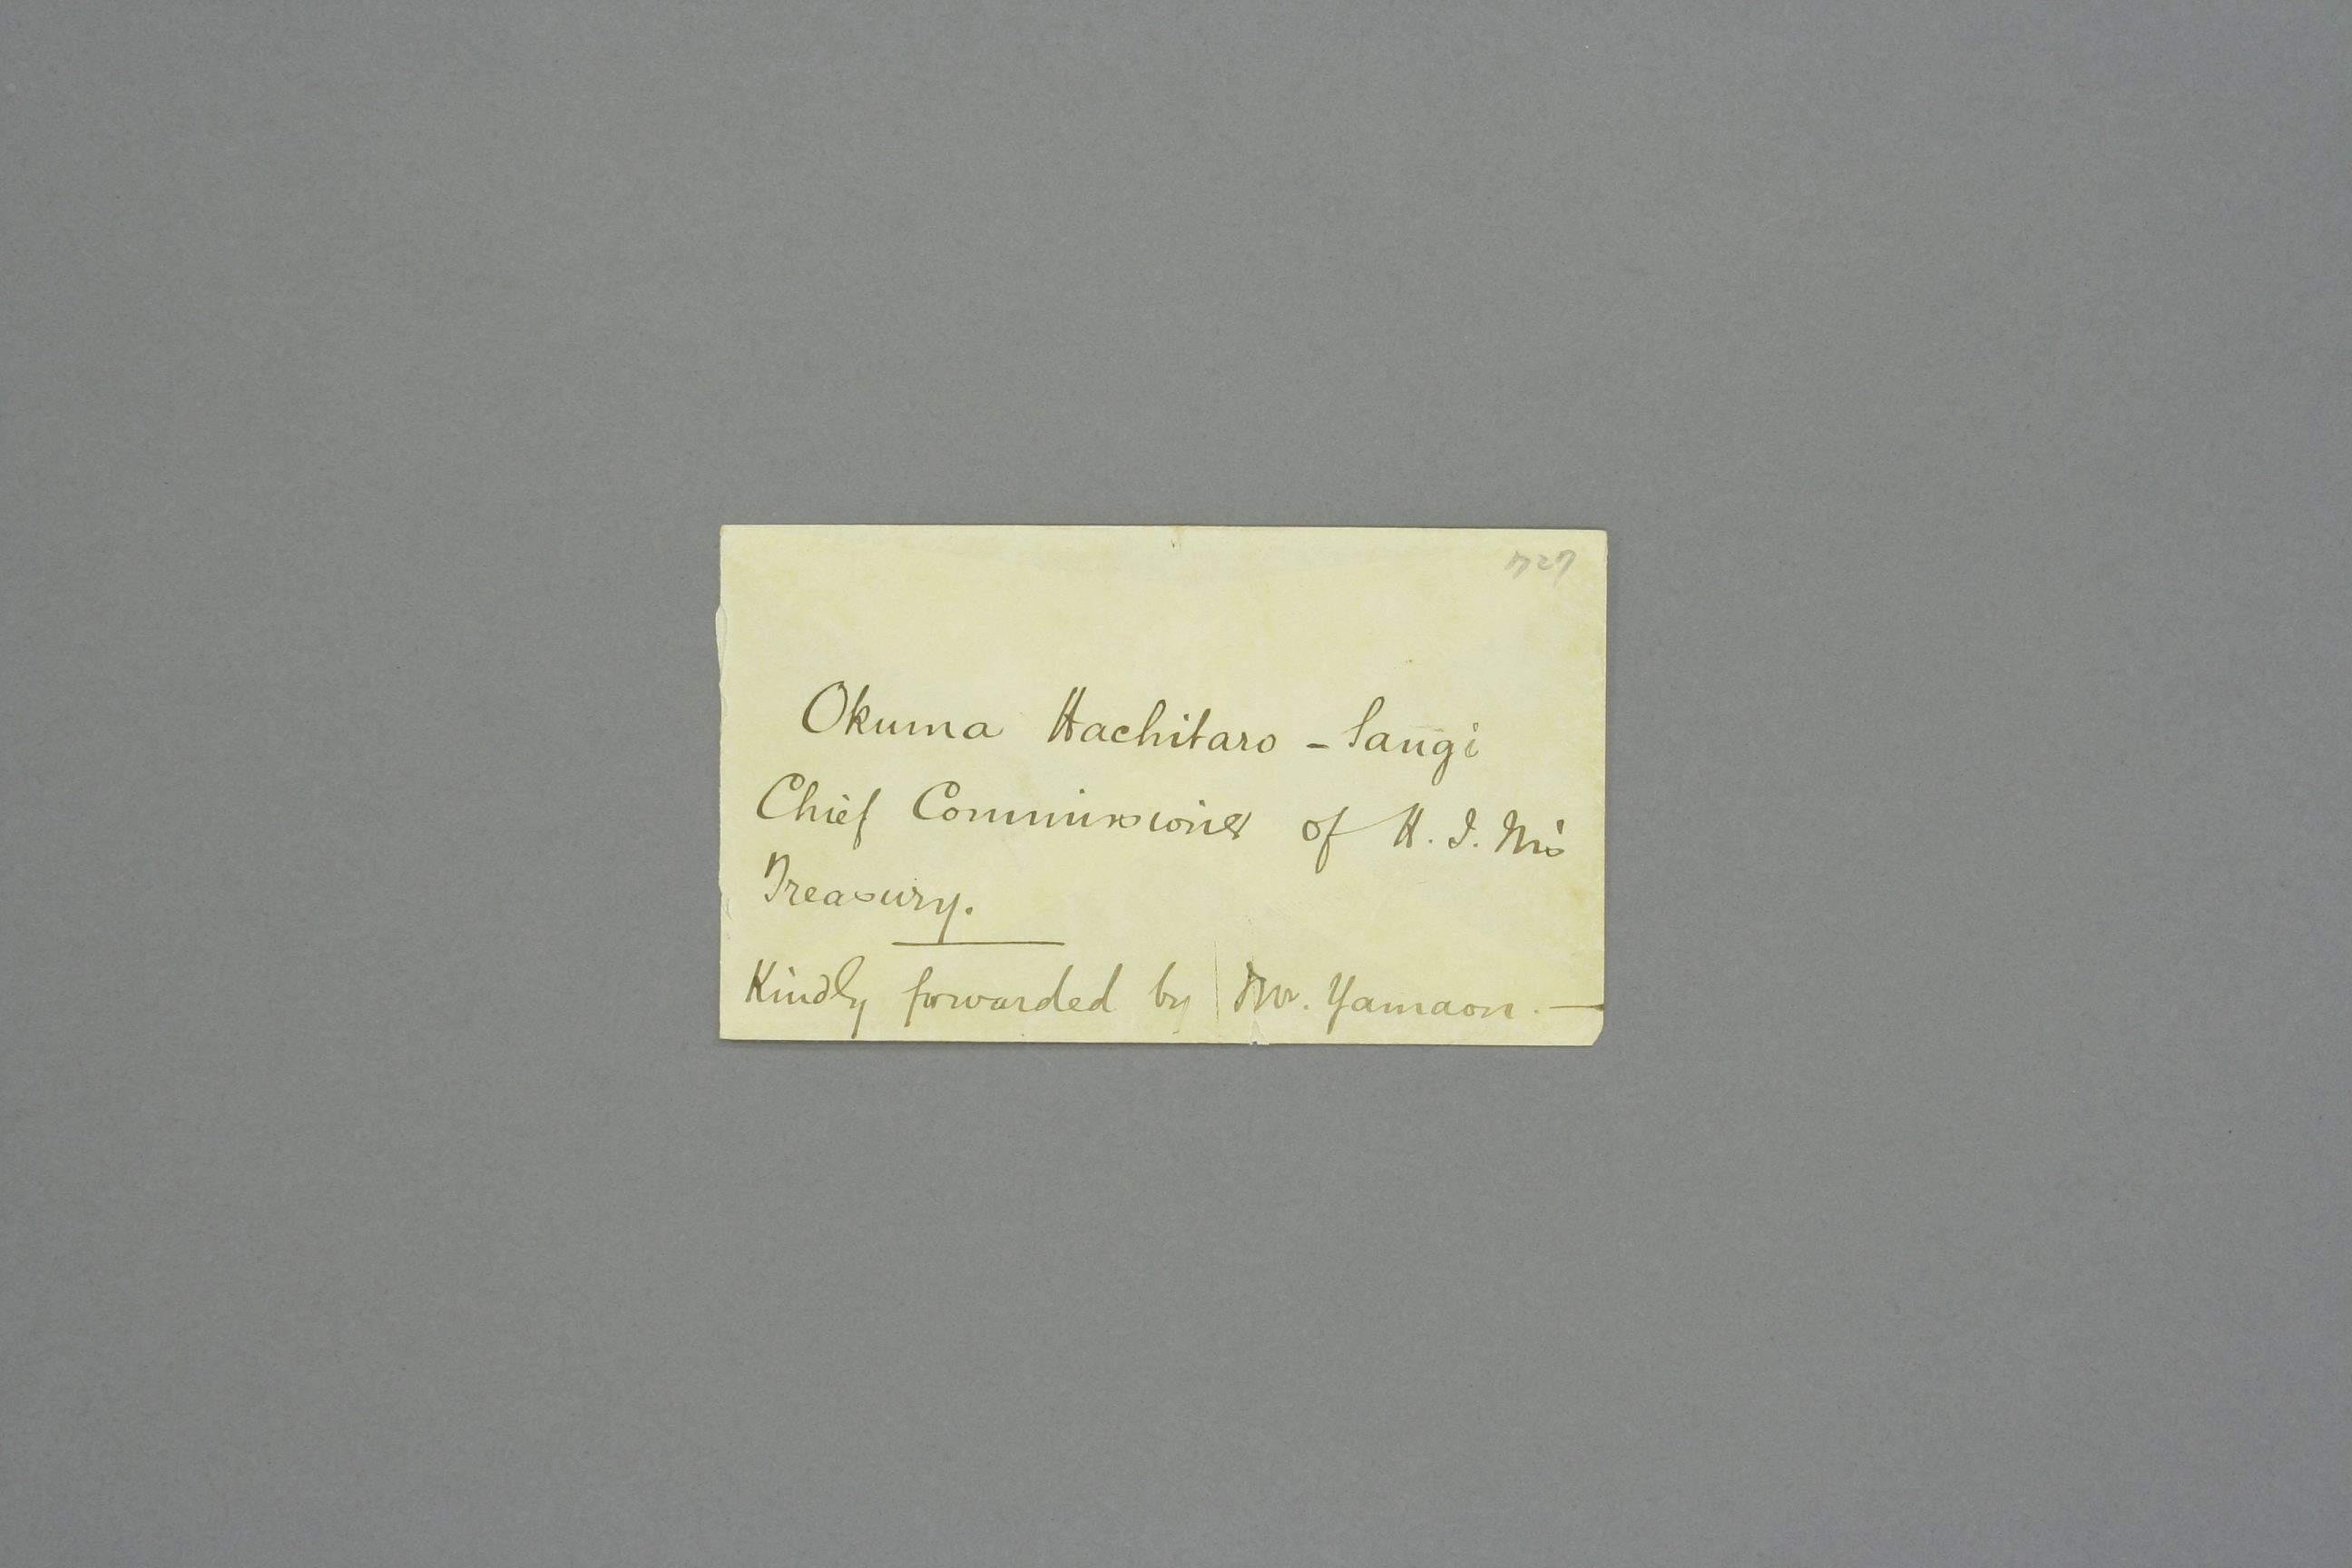 727
Okuma Hachitaro - Sangi
Chief Commissioner of H. I. M's
Treasury.
Kindly forwarded by Mr. Yamaon. —